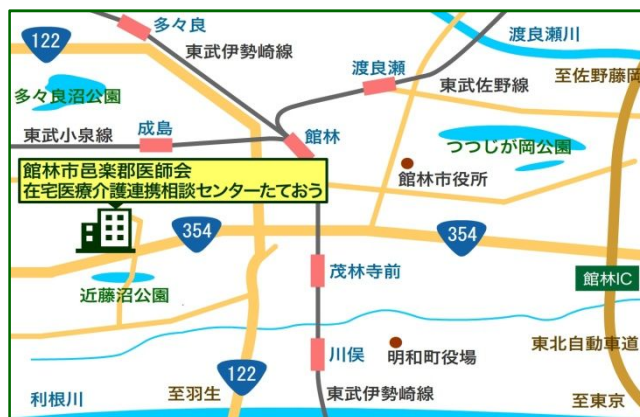 122
多々良
東武伊勢崎線
渡良瀬川
渡良瀬
至佐野藤岡
多々良沼公園
東武佐野線
東武小泉線
成島
館林
つつじが岡公園
館林市邑楽郡医師会
在宅医療介護連携相談センターたておう
館林市役所
354
354
近藤沼公園
茂林寺前
館林IC
川俣
明和町役場
東北自動車道
122
利根川
至羽生
東武伊勢崎線
至東京